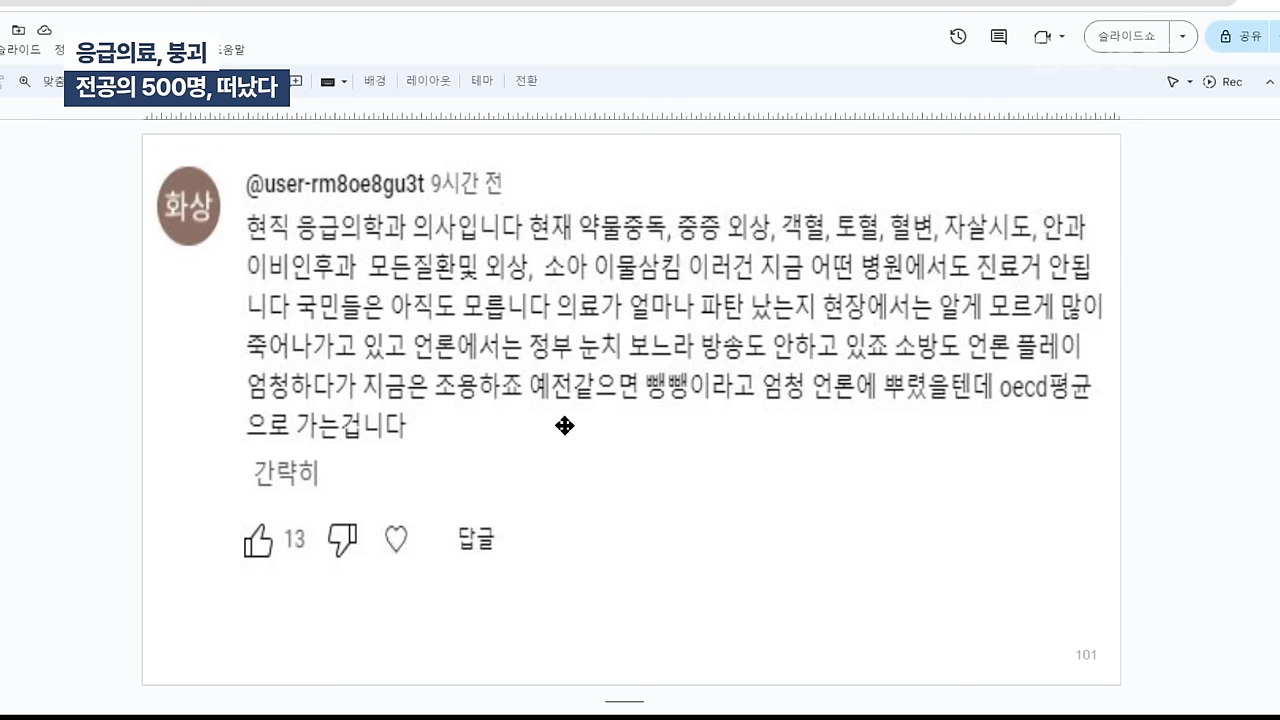 응급의료, 붕괴
전공의 500명, 떠났다
슬라이드
도움말
슬라이드쇼
공유
맞춤
배경
레이아웃
테마
전환
Rec
화상
@user-rm8oe8gu3t 9시간 전
현직 응급의학과 의사입니다 현재 약물중독, 중증 외상, 객혈, 토혈, 혈변, 자살시도, 안과
이비인후과 모든질환및 외상, 소아 이물삼킴 이러건 지금 어떤 병원에서도 진료거 안됩
니다 국민들은 아직도 모릅니다 의료가 얼마나 파탄 났는지 현장에서는 알게 모르게 많이
죽어나가고 있고 언론에서는 정부 눈치 보느라 방송도 안하고 있죠 소방도 언론 플레이
엄청하다가 지금은 조용하죠 예전같으면 뺑뺑이라고 엄청 언론에 뿌렸을텐데 oecd평균
으로 가는겁니다
간략히
13
답글
101